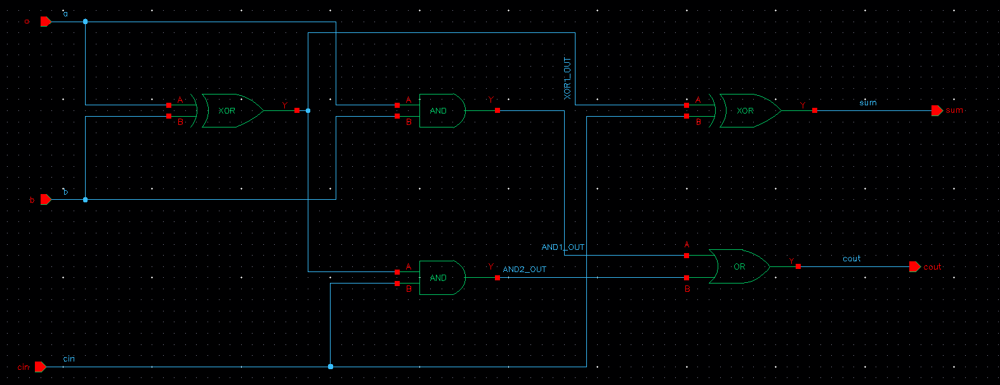 a
a
XOR1_OUT
A
Y
B
XOR
A
Y
B
AND
A
Y
B
XOR
sum
sum
b
b
AND1_OUT
A
Y
B
AND
AND2_OUT
A
Y
B
OR
cout
cout
cin
cin